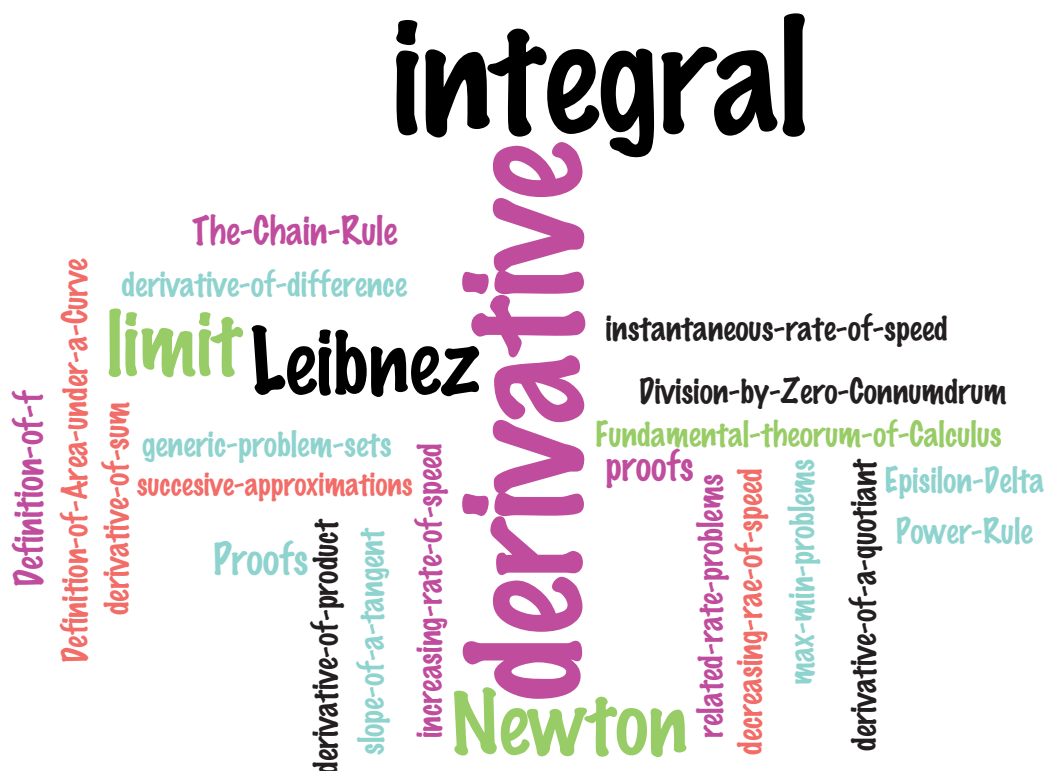 integral
derivative
The-Chain-Rule
derivative-of-difference
limit
Leibnez
instantaneous-rate-of-speed
Division-by-Zero-Connumdrum
Fundamental-theorum-of-Calculus
proofs
Definition-of-f
Definition-of-Area-under-a-Curve
derivative-of-sum
generic-problem-sets
succesive-approximations
Proofs
derivative-of-product
slope-of-a-tangent
increasing-rate-of-speed
Newton
related-rate-problems
decreasing-rae-of-speed
max-min-problems
derivative-of-a-quotiant
Episilon-Delta
Power-Rule